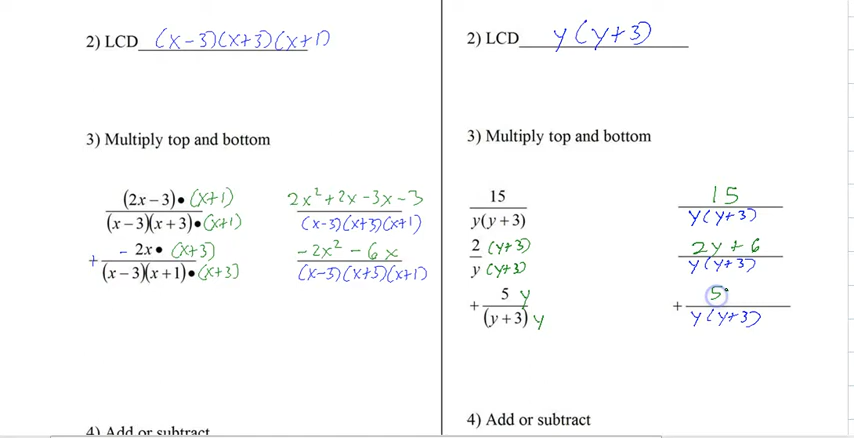 2) LCD (x-3)(x+3)(x+1)
3) Multiply top and bottom
(2x-3)•(x+1)
(x-3)(x+3)•(x+1)
+ -2x•(x+3)
(x-3)(x+1)•(x+3)
2x²+2x-3x-3
(x-3)(x+3)(x+1)
-2x²-6x
(x-3)(x+3)(x+1)
4) Add or subtract
2) LCD y(y+3)
3) Multiply top and bottom
15
y(y+3)
2 (y+3)
y (y+3)
+ 5 y
(y+3) y
15
y(y+3)
2y+6
y(y+3)
+ 5
y(y+3)
4) Add or subtract